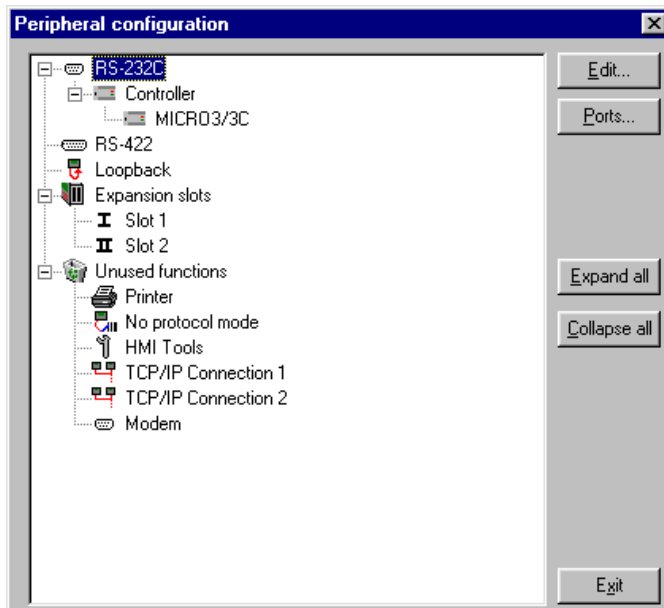 Peripheral configuration
RS-232C
Edit...
Controller
MICRO3/3C
Ports...
RS-422
Loopback
Expansion slots
Slot 1
Slot 2
Unused functions
Expand all
Printer
No protocol mode
Collapse all
HMI Tools
TCP/IP Connection 1
TCP/IP Connection 2
Modem
Exit